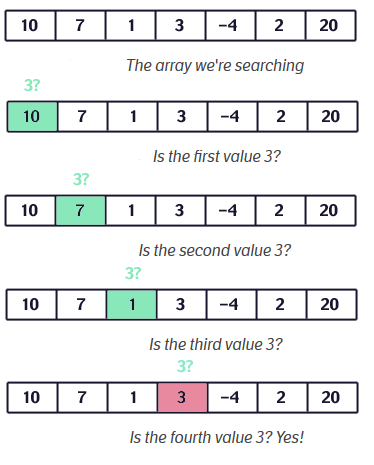 10 7 1 3 −4 2 20
The array we're searching
3?
10 7 1 3 −4 2 20
Is the first value 3?
3?
10 7 1 3 −4 2 20
Is the second value 3?
3?
10 7 1 3 −4 2 20
Is the third value 3?
3?
10 7 1 3 −4 2 20
Is the fourth value 3? Yes!